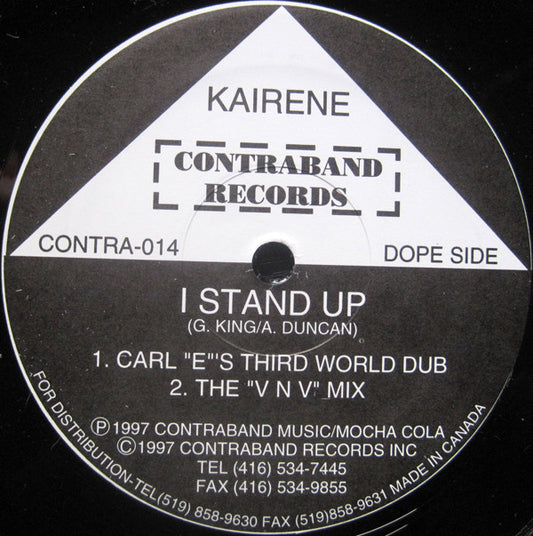 KAIRENE
CONTRABAND
RECORDS
CONTRA-014
DOPE SIDE
I STAND UP
(G. KING/A. DUNCAN)
1. CARL "E"'S THIRD WORLD DUB
2. THE "V N V" MIX
Ⓟ 1997 CONTRABAND MUSIC/MOCHA COLA
©1997 CONTRABAND RECORDS INC
TEL (416) 534-7445
FAX (416) 534-9855
FOR DISTRIBUTION-TEL(519) 858-9630 FAX (519)858-9631 MADE IN CANADA